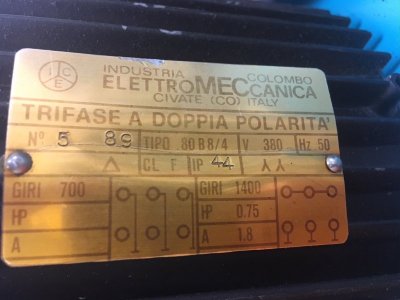 I C E
INDUSTRIA COLOMBO
ELETTROMECCANICA
CIVATE (CO) ITALY
TRIFASE A DOPPIA POLARITA'
N° 5 89 TIPO 80 B 8/4 V 380 Hz 50
CL F IP 44
GIRI 700 GIRI 1400
HP HP 0.75
A A 1.8